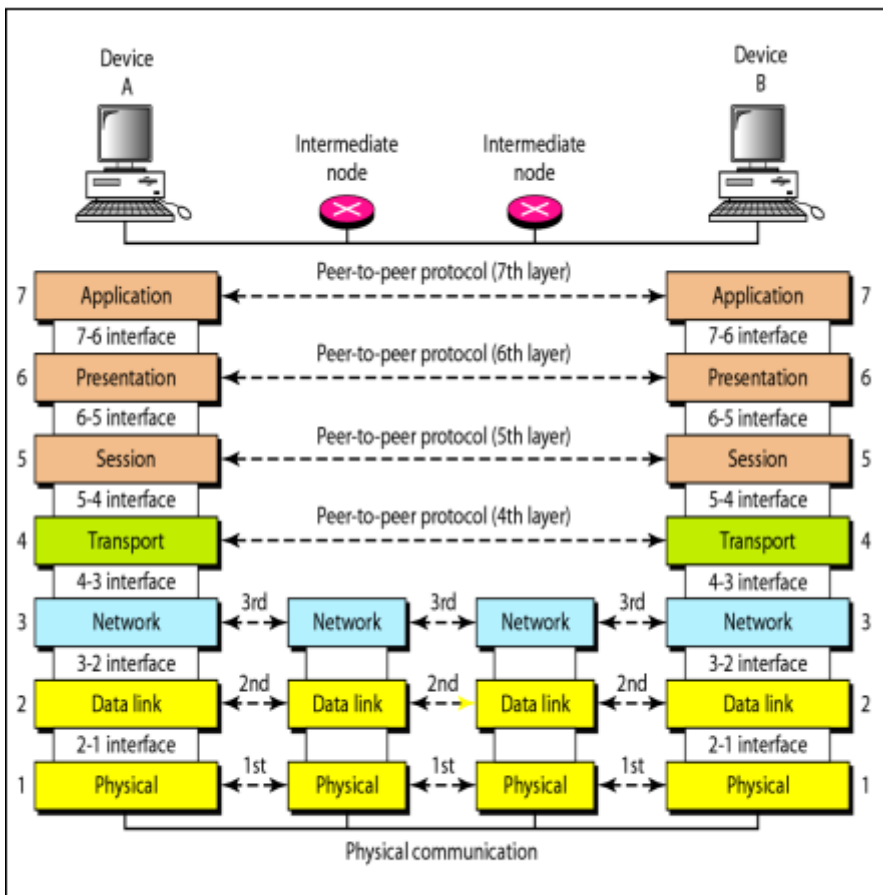 Device
A
Device
B
Intermediate
node
Intermediate
node
7 Application Peer-to-peer protocol (7th layer) Application 7
7-6 interface 7-6 interface
6 Presentation Peer-to-peer protocol (6th layer) Presentation 6
6-5 interface 6-5 interface
5 Session Peer-to-peer protocol (5th layer) Session 5
5-4 interface 5-4 interface
4 Transport Peer-to-peer protocol (4th layer) Transport 4
4-3 interface 4-3 interface
3 Network 3rd Network 3rd Network 3rd Network 3
3-2 interface 3-2 interface
2 Data link 2nd Data link 2nd Data link 2nd Data link 2
2-1 interface 2-1 interface
1 Physical 1st Physical 1st Physical 1st Physical 1
Physical communication